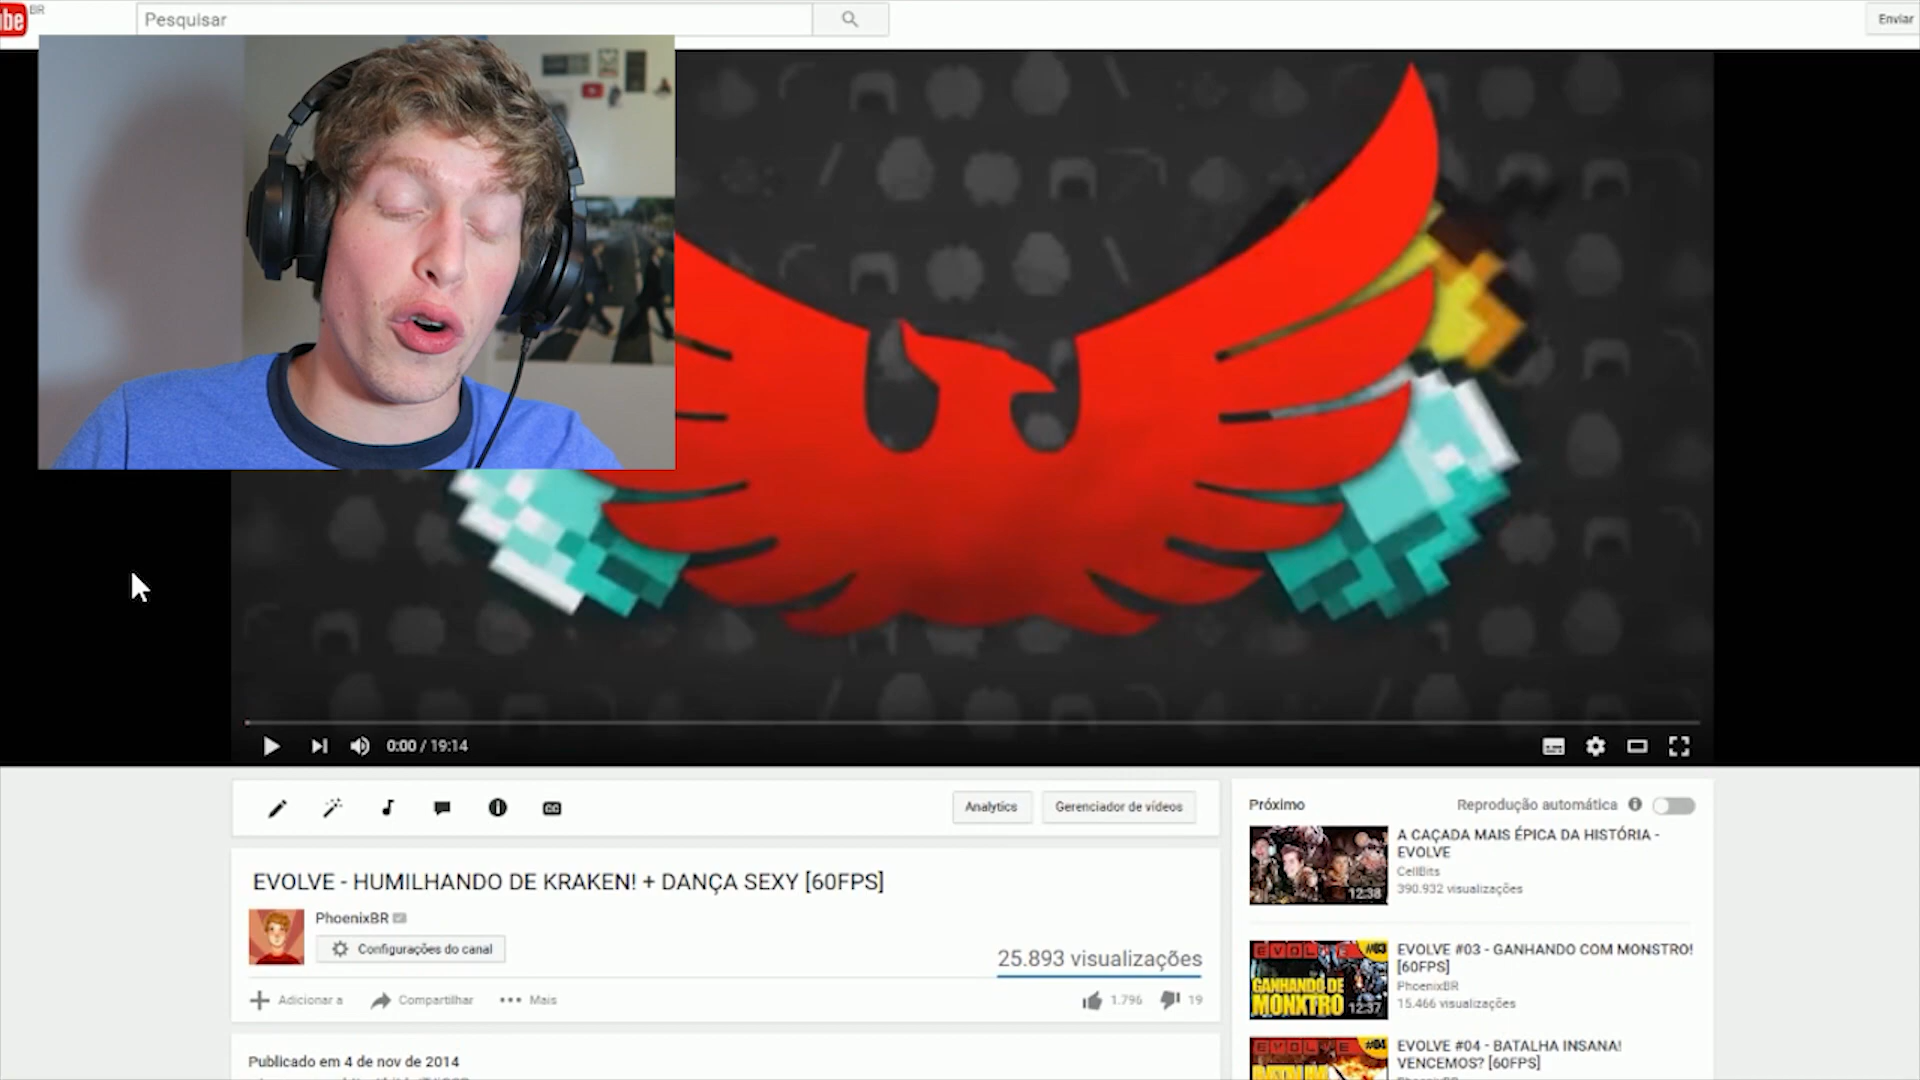 be BR
Pesquisar
Enviar
0:00 / 19:14
Analytics
Gerenciador de vídeos
EVOLVE - HUMILHANDO DE KRAKEN! + DANÇA SEXY [60FPS]
PhoenixBR
Configurações do canal
25.893 visualizações
Adicionar a
Compartilhar
Mais
1.796
19
Publicado em 4 de nov de 2014
Próximo
Reprodução automática
A CAÇADA MAIS ÉPICA DA HISTÓRIA -
EVOLVE
CellBits
390.932 visualizações
12:38
EVOLVE #03
GANHANDO DE
MONXTRO
12:37
EVOLVE #03 - GANHANDO COM MONSTRO!
[60FPS]
PhoenixBR
15.466 visualizações
EVOLVE #04
EVOLVE #04 - BATALHA INSANA!
VENCEMOS? [60FPS]